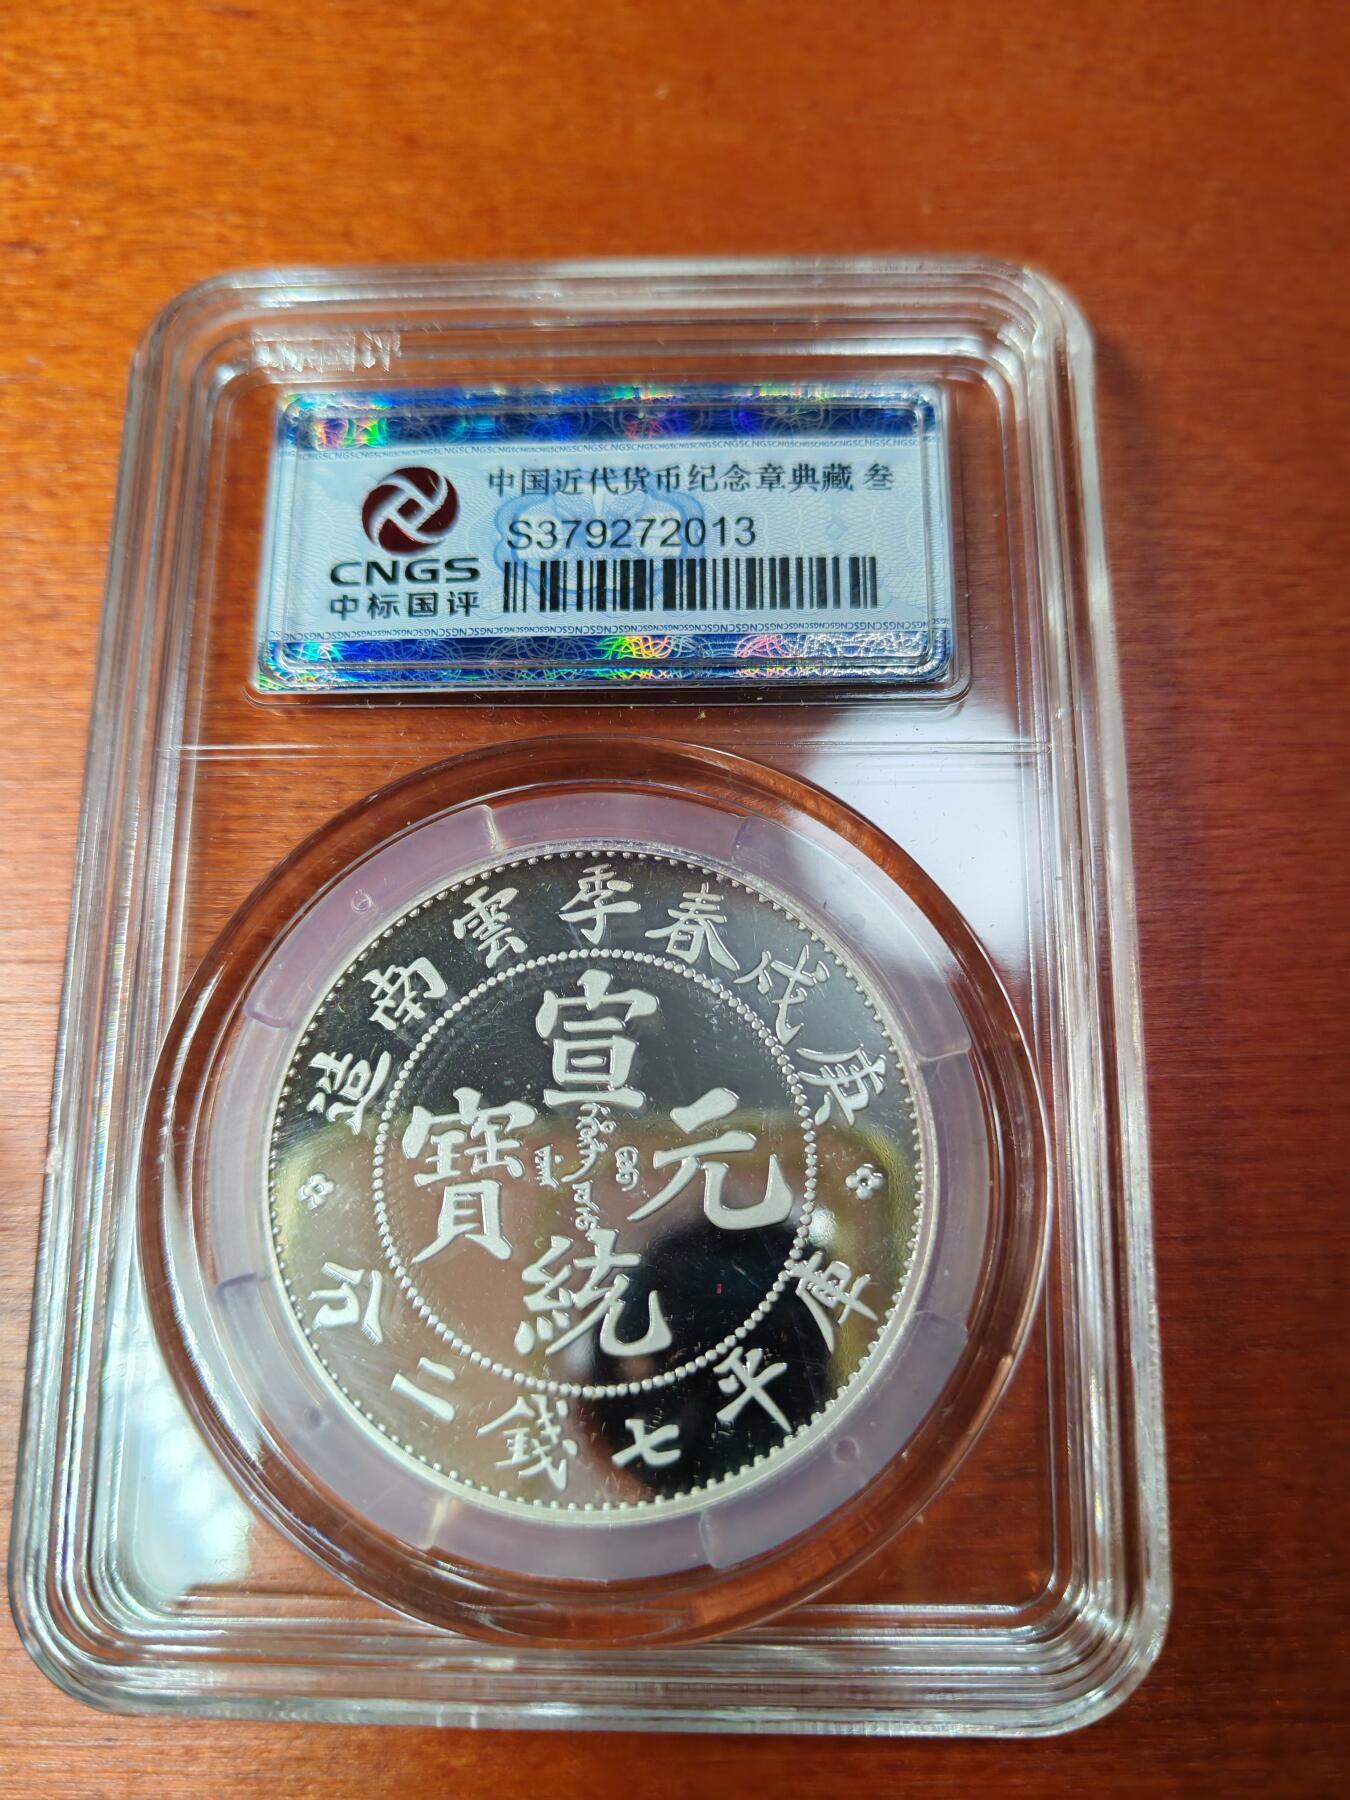 中国近代货币纪念章典藏 叁
S379272013
CNGS
中标国评
庚戌春季雲南造
宣統元寶
庫平七錢二分